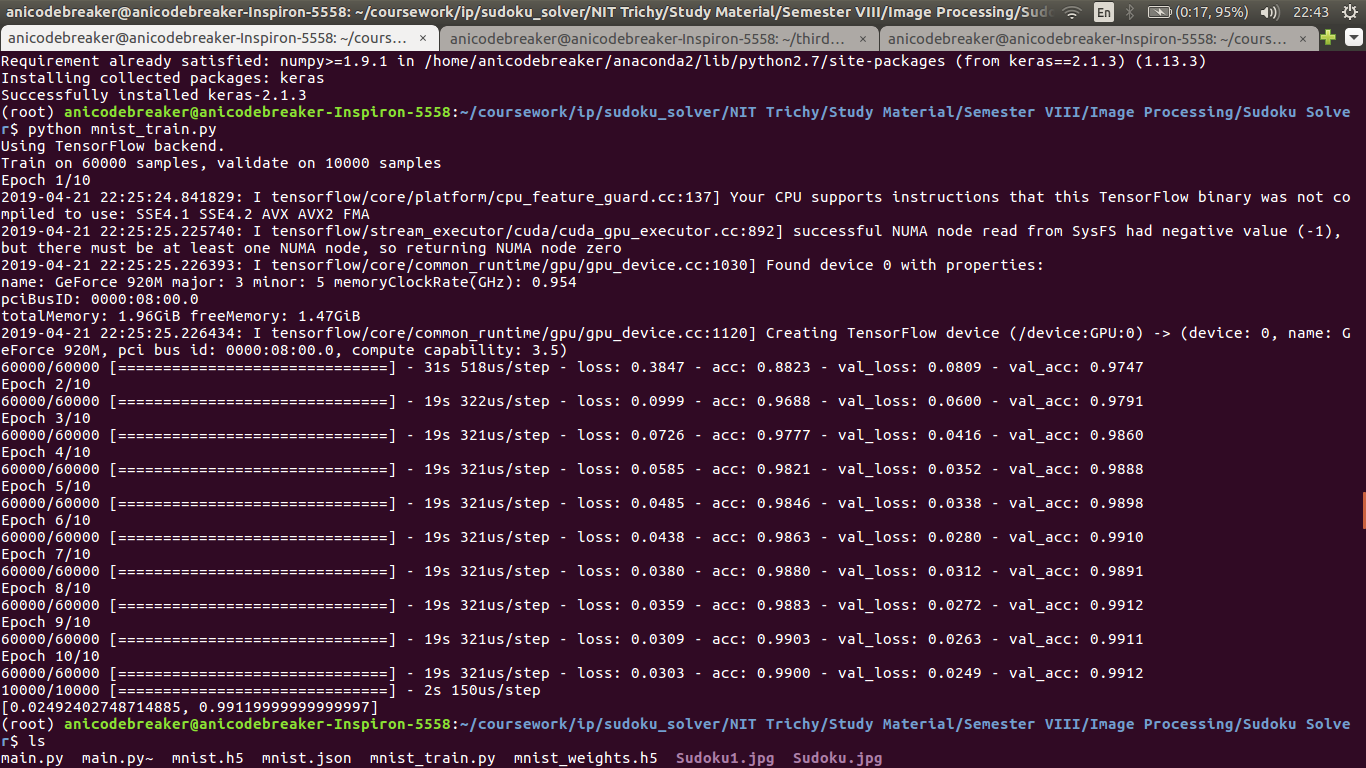 anicodebreaker@anicodebreaker-Inspiron-5558: ~/coursework/ip/sudoku_solver/NIT Trichy/Study Material/Semester VIII/Image Processing/Sudo En (0:17, 95%) 22:43
anicodebreaker@anicodebreaker-Inspiron-5558: ~/cours... × anicodebreaker@anicodebreaker-Inspiron-5558: ~/third... × anicodebreaker@anicodebreaker-Inspiron-5558: ~/cours... ×
Requirement already satisfied: numpy>=1.9.1 in /home/anicodebreaker/anaconda2/lib/python2.7/site-packages (from keras==2.1.3) (1.13.3)
Installing collected packages: keras
Successfully installed keras-2.1.3
(root) anicodebreaker@anicodebreaker-Inspiron-5558:~/coursework/ip/sudoku_solver/NIT Trichy/Study Material/Semester VIII/Image Processing/Sudoku Solve
r$ python mnist_train.py
Using TensorFlow backend.
Train on 60000 samples, validate on 10000 samples
Epoch 1/10
2019-04-21 22:25:24.841829: I tensorflow/core/platform/cpu_feature_guard.cc:137] Your CPU supports instructions that this TensorFlow binary was not co
mpiled to use: SSE4.1 SSE4.2 AVX AVX2 FMA
2019-04-21 22:25:25.225740: I tensorflow/stream_executor/cuda/cuda_gpu_executor.cc:892] successful NUMA node read from SysFS had negative value (-1),
but there must be at least one NUMA node, so returning NUMA node zero
2019-04-21 22:25:25.226393: I tensorflow/core/common_runtime/gpu/gpu_device.cc:1030] Found device 0 with properties:
name: GeForce 920M major: 3 minor: 5 memoryClockRate(GHz): 0.954
pciBusID: 0000:08:00.0
totalMemory: 1.96GiB freeMemory: 1.47GiB
2019-04-21 22:25:25.226434: I tensorflow/core/common_runtime/gpu/gpu_device.cc:1120] Creating TensorFlow device (/device:GPU:0) -> (device: 0, name: G
eForce 920M, pci bus id: 0000:08:00.0, compute capability: 3.5)
60000/60000 [==============================] - 31s 518us/step - loss: 0.3847 - acc: 0.8823 - val_loss: 0.0809 - val_acc: 0.9747
Epoch 2/10
60000/60000 [==============================] - 19s 322us/step - loss: 0.0999 - acc: 0.9688 - val_loss: 0.0600 - val_acc: 0.9791
Epoch 3/10
60000/60000 [==============================] - 19s 321us/step - loss: 0.0726 - acc: 0.9777 - val_loss: 0.0416 - val_acc: 0.9860
Epoch 4/10
60000/60000 [==============================] - 19s 321us/step - loss: 0.0585 - acc: 0.9821 - val_loss: 0.0352 - val_acc: 0.9888
Epoch 5/10
60000/60000 [==============================] - 19s 321us/step - loss: 0.0485 - acc: 0.9846 - val_loss: 0.0338 - val_acc: 0.9898
Epoch 6/10
60000/60000 [==============================] - 19s 321us/step - loss: 0.0438 - acc: 0.9863 - val_loss: 0.0280 - val_acc: 0.9910
Epoch 7/10
60000/60000 [==============================] - 19s 321us/step - loss: 0.0380 - acc: 0.9880 - val_loss: 0.0312 - val_acc: 0.9891
Epoch 8/10
60000/60000 [==============================] - 19s 321us/step - loss: 0.0359 - acc: 0.9883 - val_loss: 0.0272 - val_acc: 0.9912
Epoch 9/10
60000/60000 [==============================] - 19s 321us/step - loss: 0.0309 - acc: 0.9903 - val_loss: 0.0263 - val_acc: 0.9911
Epoch 10/10
60000/60000 [==============================] - 19s 321us/step - loss: 0.0303 - acc: 0.9900 - val_loss: 0.0249 - val_acc: 0.9912
10000/10000 [==============================] - 2s 150us/step
[0.02492402748714885, 0.99119999999999997]
(root) anicodebreaker@anicodebreaker-Inspiron-5558:~/coursework/ip/sudoku_solver/NIT Trichy/Study Material/Semester VIII/Image Processing/Sudoku Solve
r$ ls
main.py main.py~ mnist.h5 mnist.json mnist_train.py mnist_weights.h5 Sudoku1.jpg Sudoku.jpg